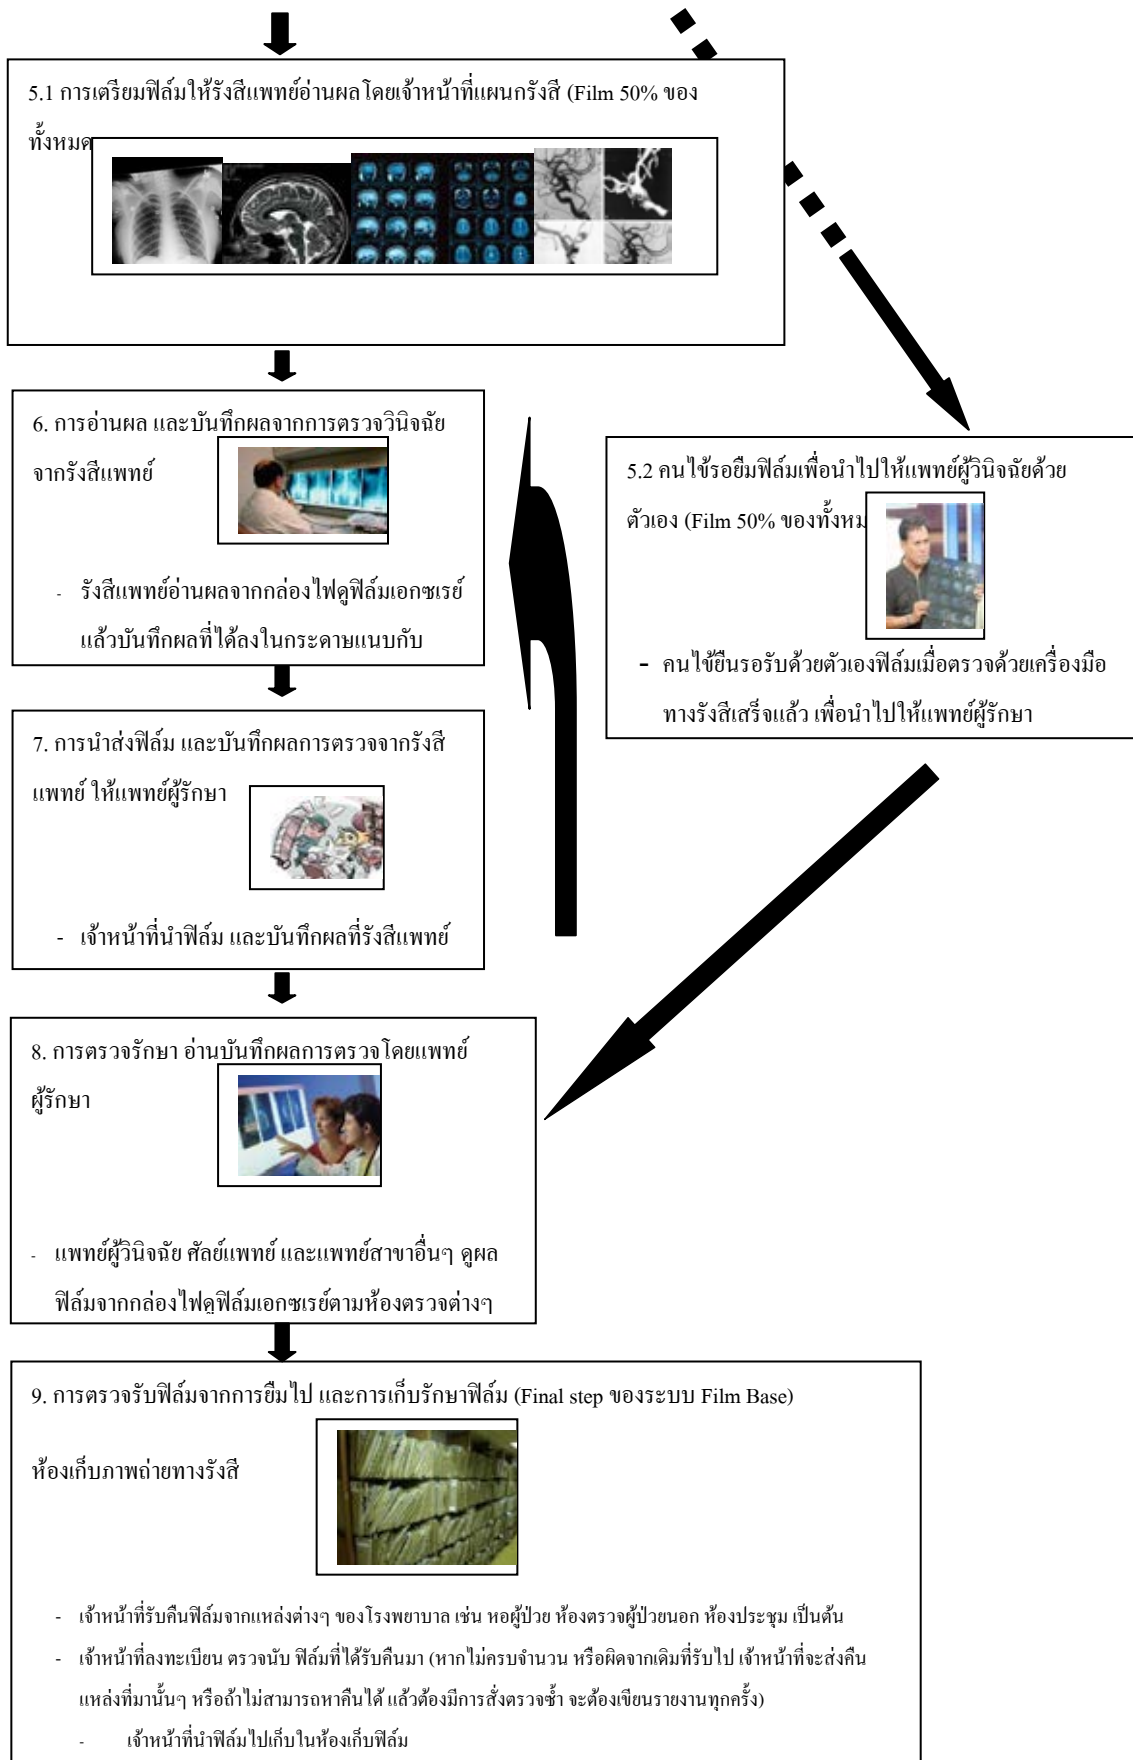 5.1 การเตรียมฟิล์มให้รังสีแพทย์อ่านผลโดยเจ้าหน้าที่แผนกรังสี (Film 50% ของ
ทั้งหมด
6. การอ่านผล และบันทึกผลจากการตรวจวินิจฉัย
จากรังสีแพทย์
- รังสีแพทย์อ่านผลจากกล่องไฟดูฟิล์มเอกซเรย์
แล้วบันทึกผลที่ได้ลงในกระดาษแนบกับ
5.2 คนไข้รอยืมฟิล์มเพื่อนำไปให้แพทย์ผู้วินิจฉัยด้วย
ตัวเอง (Film 50% ของทั้งหม
- คนไข้ยืนรอรับด้วยตัวเองฟิล์มเมื่อตรวจด้วยเครื่องมือ
ทางรังสีเสร็จแล้ว เพื่อนำไปให้แพทย์ผู้รักษา
7. การนำส่งฟิล์ม และบันทึกผลการตรวจจากรังสี
แพทย์ ให้แพทย์ผู้รักษา
- เจ้าหน้าที่นำฟิล์ม และบันทึกผลที่รังสีแพทย์
8. การตรวจรักษา อ่านบันทึกผลการตรวจโดยแพทย์
ผู้รักษา
- แพทย์ผู้วินิจฉัย ศัลย์แพทย์ และแพทย์สาขาอื่นๆ ดูผล
ฟิล์มจากกล่องไฟดูฟิล์มเอกซเรย์ตามห้องตรวจต่างๆ
9. การตรวจรับฟิล์มจากการยืมไป และการเก็บรักษาฟิล์ม (Final step ของระบบ Film Base)
ห้องเก็บภาพถ่ายทางรังสี
- เจ้าหน้าที่รับคืนฟิล์มจากแหล่งต่างๆ ของโรงพยาบาล เช่น หอผู้ป่วย ห้องตรวจผู้ป่วยนอก ห้องประชุม เป็นต้น
- เจ้าหน้าที่ลงทะเบียน ตรวจนับ ฟิล์มที่ได้รับคืนมา (หากไม่ครบจำนวน หรือผิดจากเดิมที่รับไป เจ้าหน้าที่จะส่งคืน
แหล่งที่มานั้นๆ หรือถ้าไม่สามารถหาคืนได้ แล้วต้องมีการสั่งตรวจซ้ำ จะต้องเขียนรายงานทุกครั้ง)
- เจ้าหน้าที่นำฟิล์มไปเก็บในห้องเก็บฟิล์ม